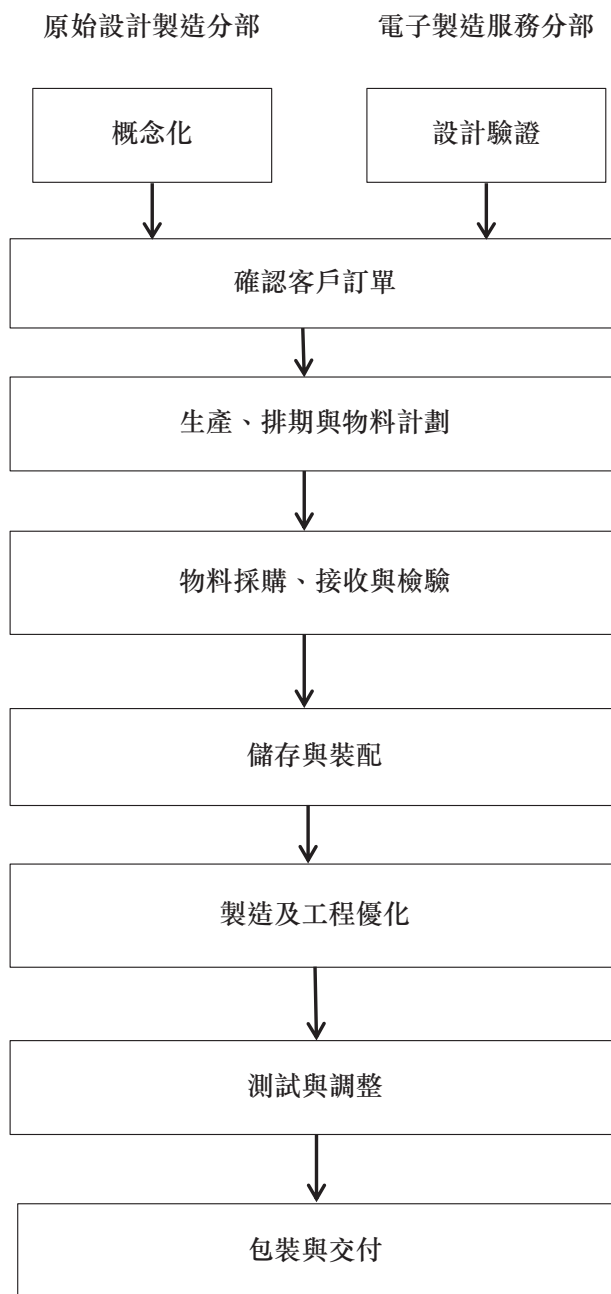 原始設計製造分部
電子製造服務分部
概念化
設計驗證
確認客戶訂單
生產、排期與物料計劃
物料採購、接收與檢驗
儲存與裝配
製造及工程優化
測試與調整
包裝與交付